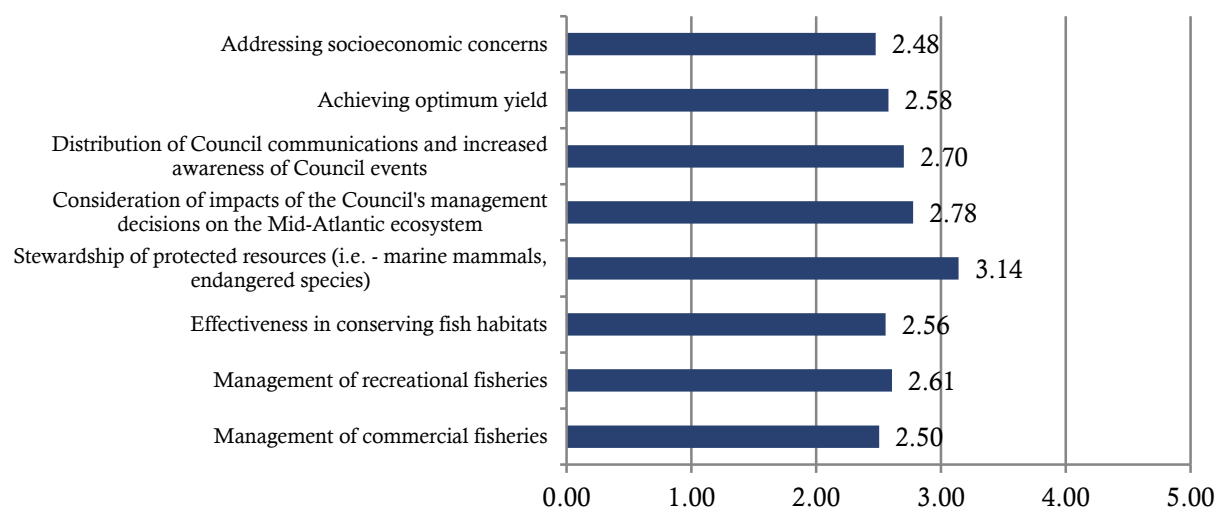 Addressing socioeconomic concerns
2.48
Achieving optimum yield
2.58
Distribution of Council communications and increased
awareness of Council events
2.70
Consideration of impacts of the Council's management
decisions on the Mid-Atlantic ecosystem
2.78
Stewardship of protected resources (i.e. - marine mammals,
endangered species)
3.14
Effectiveness in conserving fish habitats
2.56
Management of recreational fisheries
2.61
Management of commercial fisheries
2.50
0.00 1.00 2.00 3.00 4.00 5.00